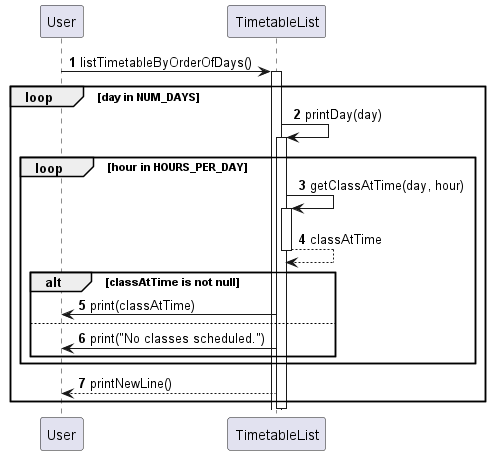 User
TimetableList
1 listTimetableByOrderOfDays()
loop [day in NUM_DAYS]
2 printDay(day)
loop [hour in HOURS_PER_DAY]
3 getClassAtTime(day, hour)
4 classAtTime
alt [classAtTime is not null]
5 print(classAtTime)
6 print("No classes scheduled.")
7 printNewLine()
User
TimetableList